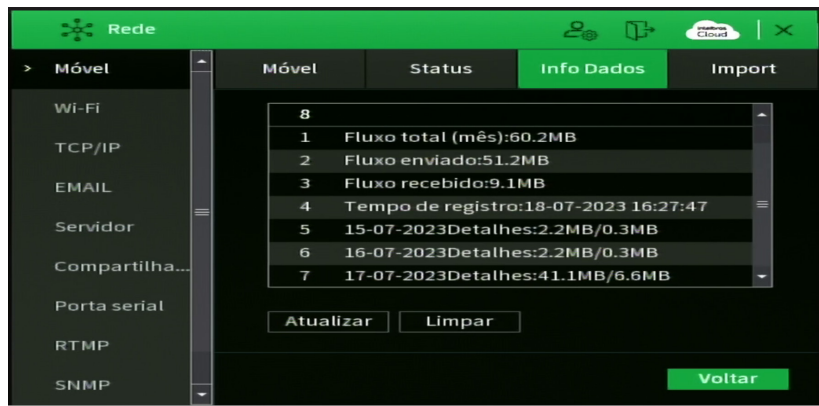 Rede
intelbras Cloud
> Móvel
Wi-Fi
TCP/IP
EMAIL
Servidor
Compartilha...
Porta serial
RTMP
SNMP
Móvel Status Info Dados Import
8
1 Fluxo total (mês):60.2MB
2 Fluxo enviado:51.2MB
3 Fluxo recebido:9.1MB
4 Tempo de registro:18-07-2023 16:27:47
5 15-07-2023Detalhes:2.2MB/0.3MB
6 16-07-2023Detalhes:2.2MB/0.3MB
7 17-07-2023Detalhes:41.1MB/6.6MB
Atualizar Limpar
Voltar